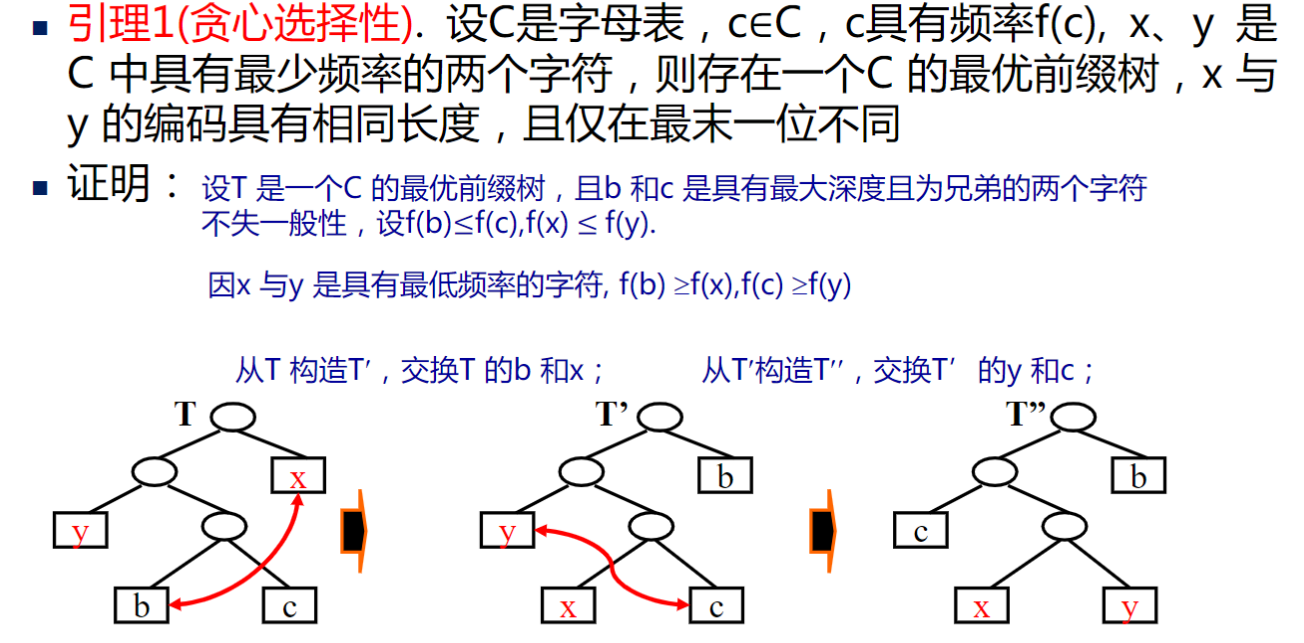 ▪ 引理1(贪心选择性). 设C是字母表，c∈C，c具有频率f(c), x、y 是
C 中具有最少频率的两个字符，则存在一个C 的最优前缀树，x 与
y 的编码具有相同长度，且仅在最末一位不同
▪ 证明： 设T 是一个C 的最优前缀树，且b 和c 是具有最大深度且为兄弟的两个字符
不失一般性，设f(b)≤f(c),f(x) ≤ f(y).
因x 与y 是具有最低频率的字符, f(b) ≥f(x),f(c) ≥f(y)
从T 构造T′，交换T 的b 和x； 从T′构造T′′，交换T′ 的y 和c；
T T’ T”
x b b
y y c
b c x c x y